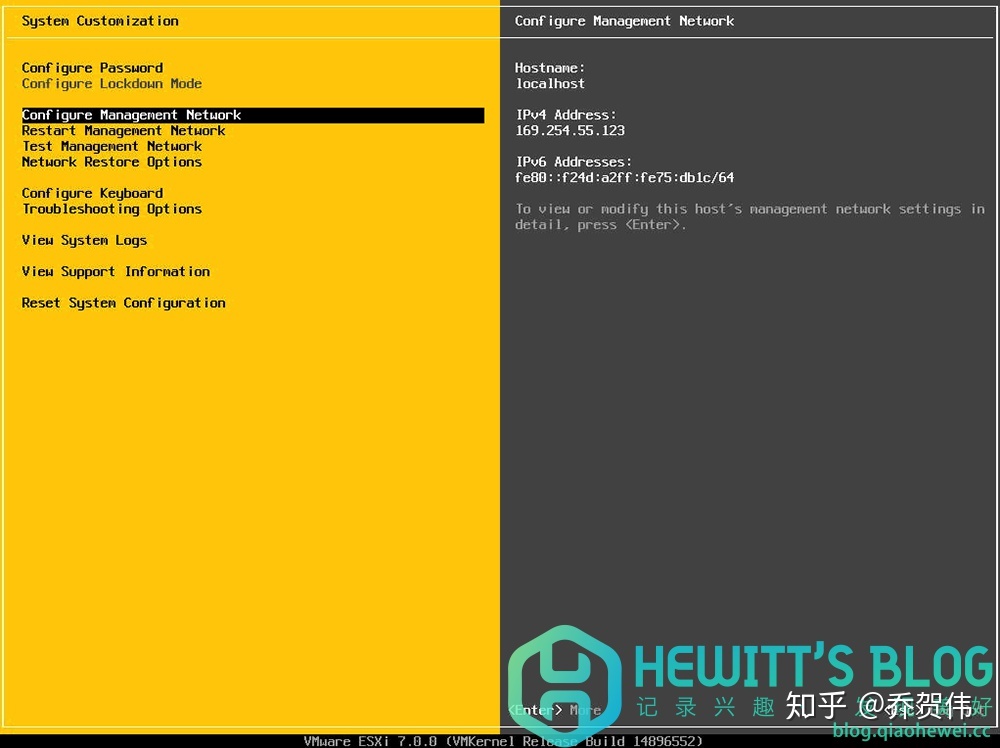 System Customization
Configure Password
Configure Lockdown Mode
Configure Management Network
Restart Management Network
Test Management Network
Network Restore Options
Configure Keyboard
Troubleshooting Options
View System Logs
View Support Information
Reset System Configuration
Configure Management Network
Hostname:
localhost
IPv4 Address:
169.254.55.123
IPv6 Addresses:
fe80::f24d:a2ff:fe75:db1c/64
To view or modify this host's management network settings in
detail, press <Enter>.
HEWITT'S BLOG
记录兴趣
好
知乎 @乔贺伟
<Enter> More
blog.qiaohewei.cc
VMware ESXi 7.0.0 (VMKernel Release Build 14896552)